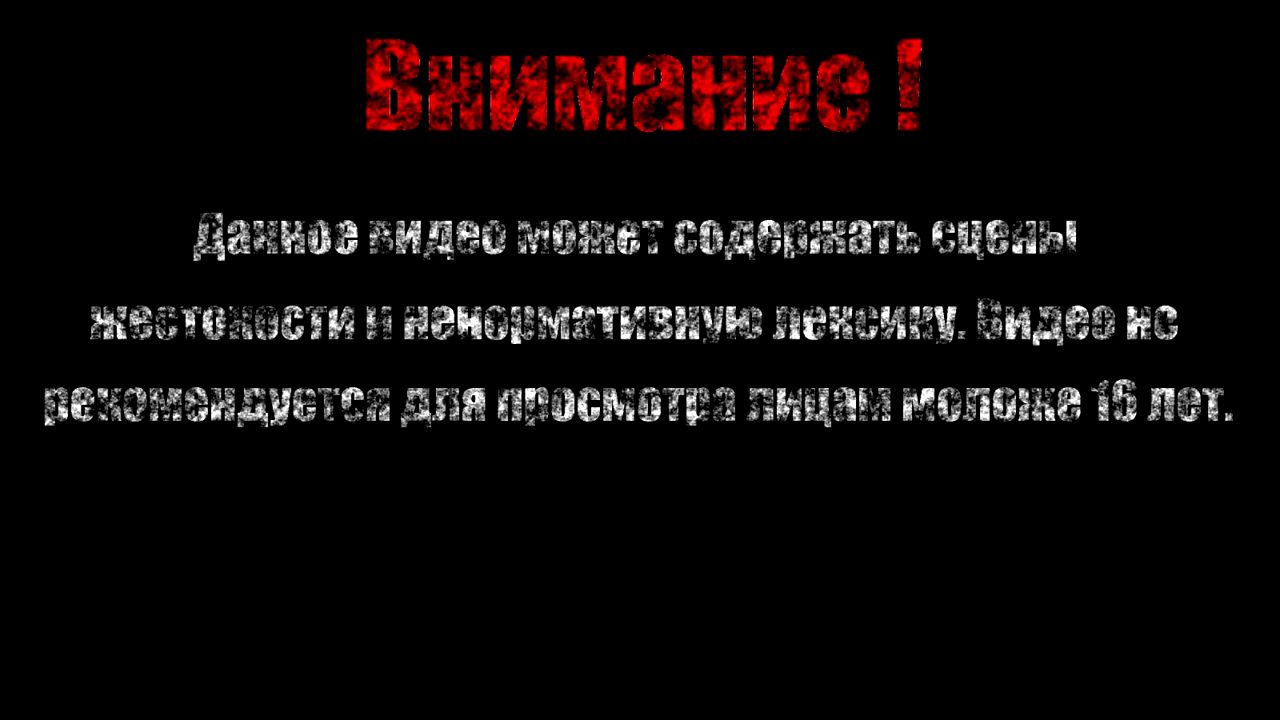 Внимание !
Данное видео может содержать сцены
жестокости и ненормативную лексику. Видео не
рекомендуется для просмотра лицам моложе 16 лет.